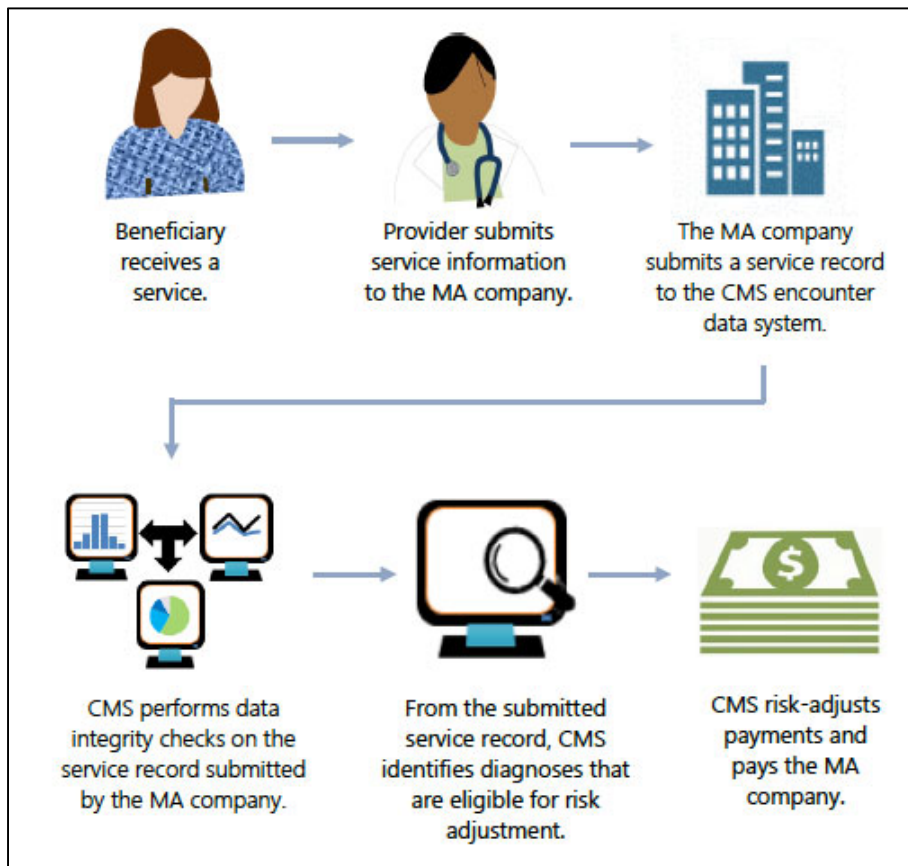 Beneficiary
receives a
service.
Provider submits
service information
to the MA company.
The MA company
submits a service record
to the CMS encounter
data system.
CMS performs data
integrity checks on the
service record submitted
by the MA company.
From the submitted
service record, CMS
identifies diagnoses that
are eligible for risk
adjustment.
$
CMS risk-adjusts
payments and
pays the MA
company.